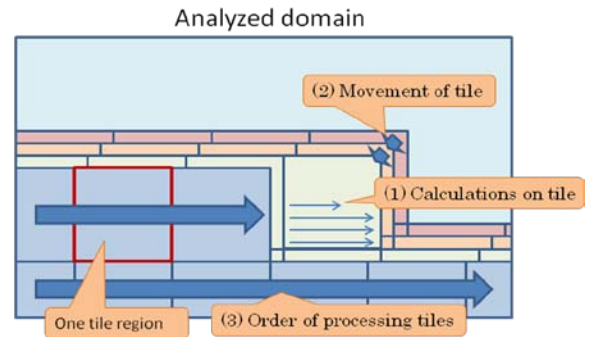 Analyzed domain
(2) Movement of tile
(1) Calculations on tile
One tile region
(3) Order of processing tiles